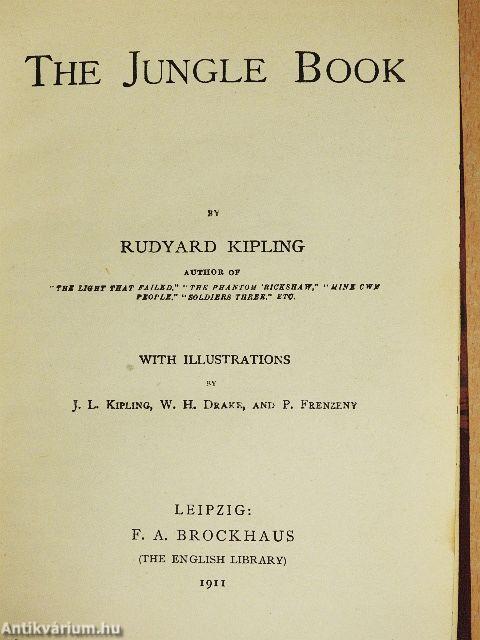 THE JUNGLE BOOK
BY
RUDYARD KIPLING
AUTHOR OF
"THE LIGHT THAT FAILED," "THE PHANTOM 'RICKSHAW," "MINE OWN
PEOPLE," "SOLDIERS THREE," ETC.
WITH ILLUSTRATIONS
BY
J. L. KIPLING, W. H. DRAKE, AND P. FRENZENY
LEIPZIG:
F. A. BROCKHAUS
(THE ENGLISH LIBRARY)
1911
Antikvárium.hu